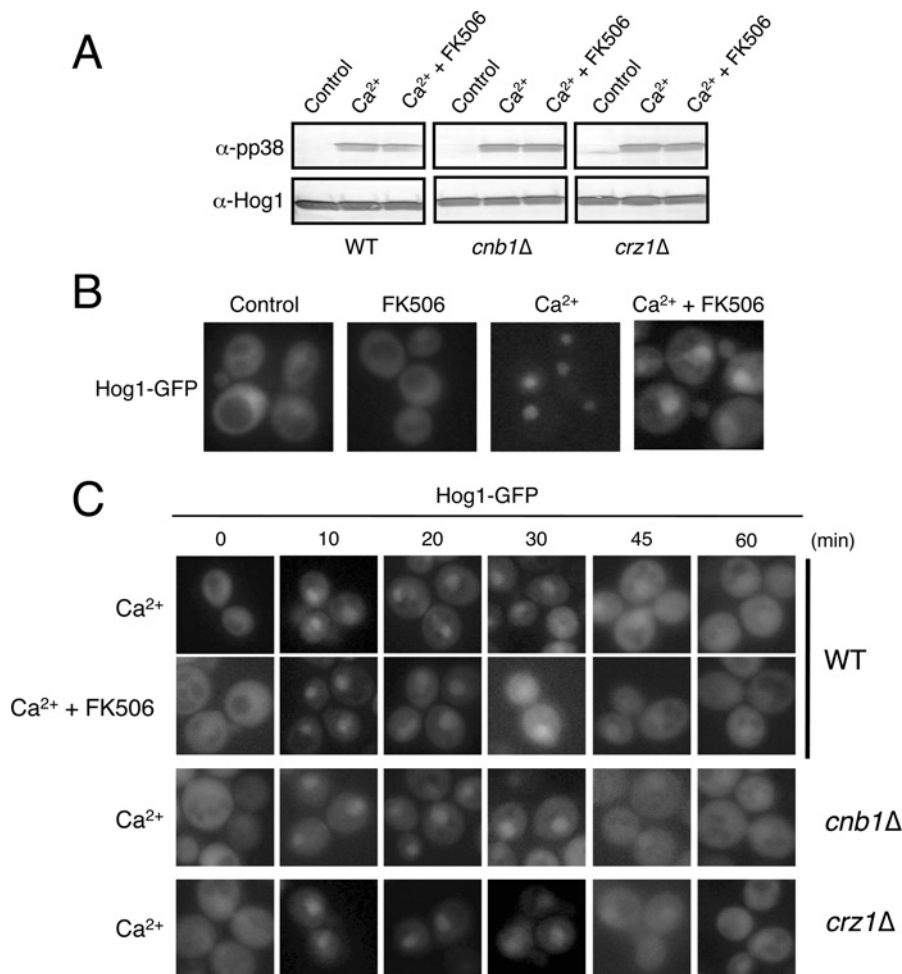 A
Control Ca²⁺ Ca²⁺ + FK506 Control Ca²⁺ Ca²⁺ + FK506 Control Ca²⁺ Ca²⁺ + FK506
α-pp38
α-Hog1
WT cnb1Δ crz1Δ
B
Control FK506 Ca²⁺ Ca²⁺ + FK506
Hog1-GFP
C
Hog1-GFP
0 10 20 30 45 60 (min)
Ca²⁺
WT
Ca²⁺ + FK506
Ca²⁺ cnb1Δ
Ca²⁺ crz1Δ